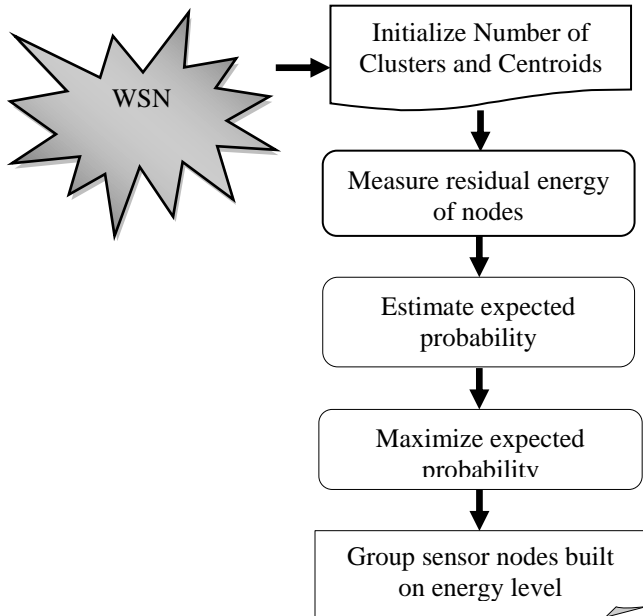 WSN
Initialize Number of
Clusters and Centroids
Measure residual energy
of nodes
Estimate expected
probability
Maximize expected
probability
Group sensor nodes built
on energy level